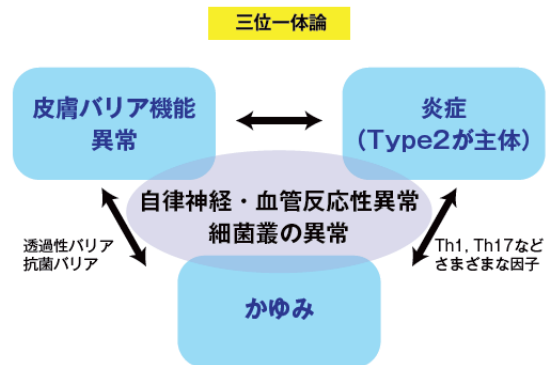 三位一体論
皮膚バリア機能
異常
炎症
(Type2が主体)
自律神経・血管反応性異常
細菌叢の異常
透過性バリア
抗菌バリア
Th1, Th17など
さまざまな因子
かゆみ